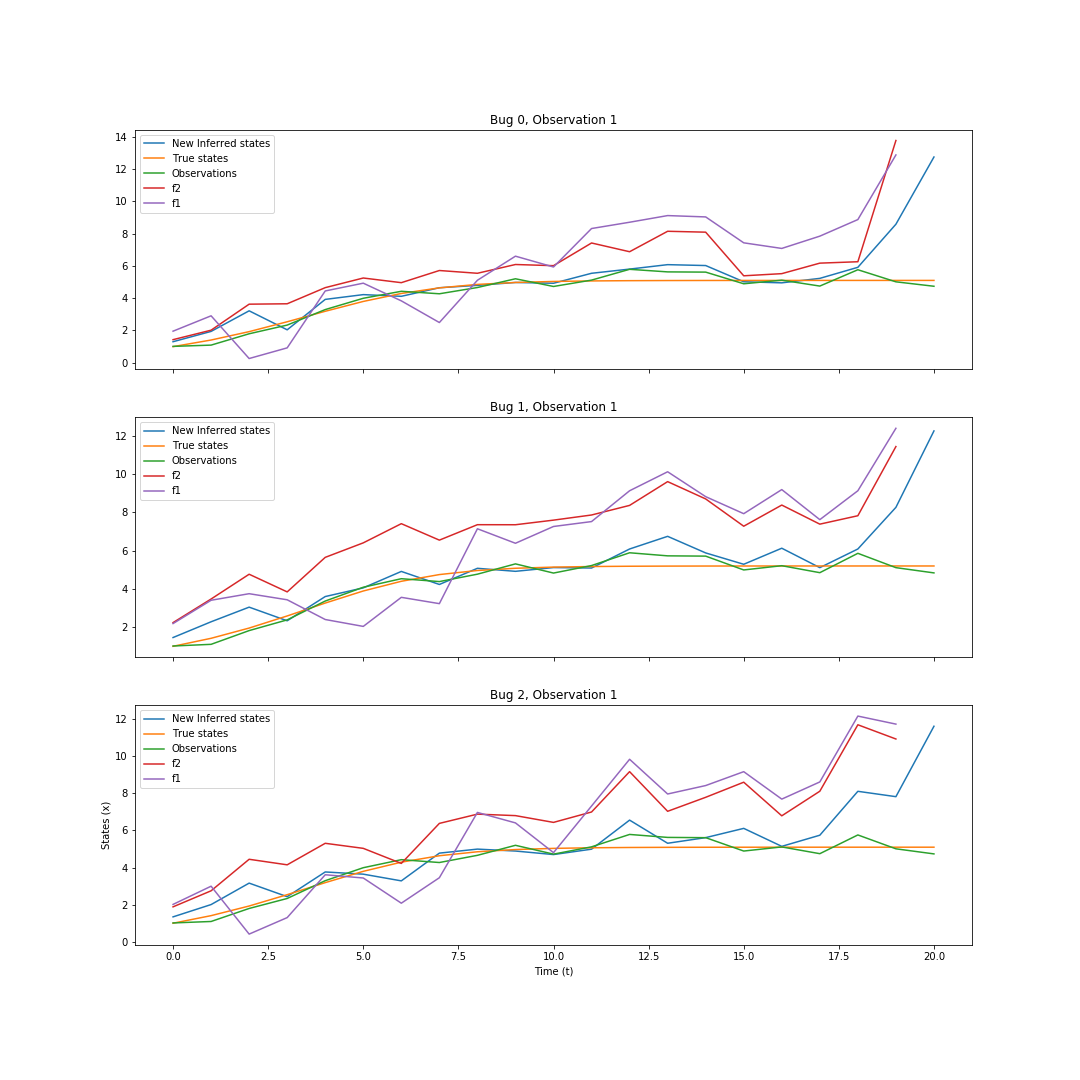 Bug 0, Observation 1
14
12
10
8
6
4
2
0
New Inferred states
True states
Observations
f2
f1
Bug 1, Observation 1
12
10
8
6
4
2
New Inferred states
True states
Observations
f2
f1
Bug 2, Observation 1
12
10
8
6
4
2
0
States (x)
New Inferred states
True states
Observations
f2
f1
0.0 2.5 5.0 7.5 10.0 12.5 15.0 17.5 20.0
Time (t)